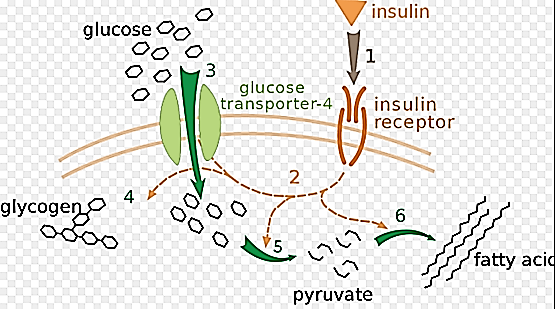 insulin
glucose
1
3
glucose
transporter-4
insulin
receptor
2
4
glycogen
6
5
fatty acid
pyruvate